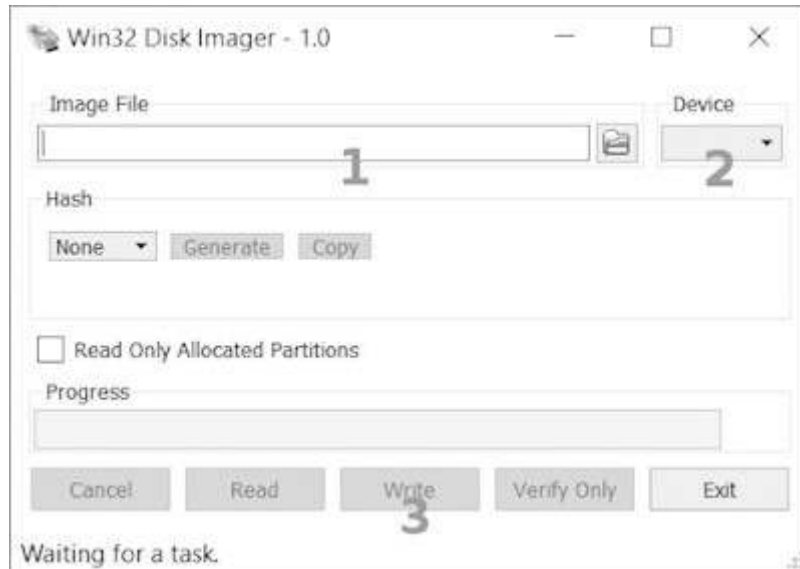 Win32 Disk Imager - 1.0
Image File Device
1 2
Hash
None Generate Copy
Read Only Allocated Partitions
Progress
Cancel Read Write Verify Only Exit
3
Waiting for a task.